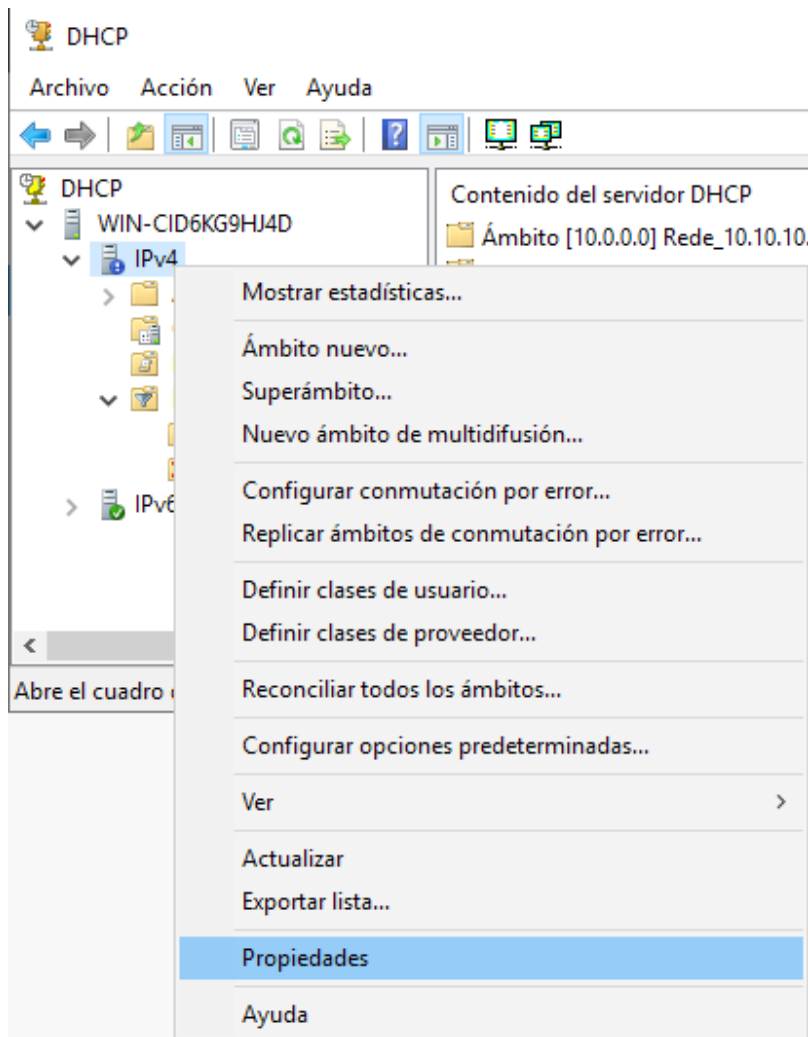 DHCP
Archivo Acción Ver Ayuda
DHCP
WIN-CID6KG9HJ4D
IPv4
IPv6
Contenido del servidor DHCP
Ámbito [10.0.0.0] Rede_10.10.10.
Abre el cuadro
Mostrar estadísticas...
Ámbito nuevo...
Superámbito...
Nuevo ámbito de multidifusión...
Configurar conmutación por error...
Replicar ámbitos de conmutación por error...
Definir clases de usuario...
Definir clases de proveedor...
Reconciliar todos los ámbitos...
Configurar opciones predeterminadas...
Ver
Actualizar
Exportar lista...
Propiedades
Ayuda